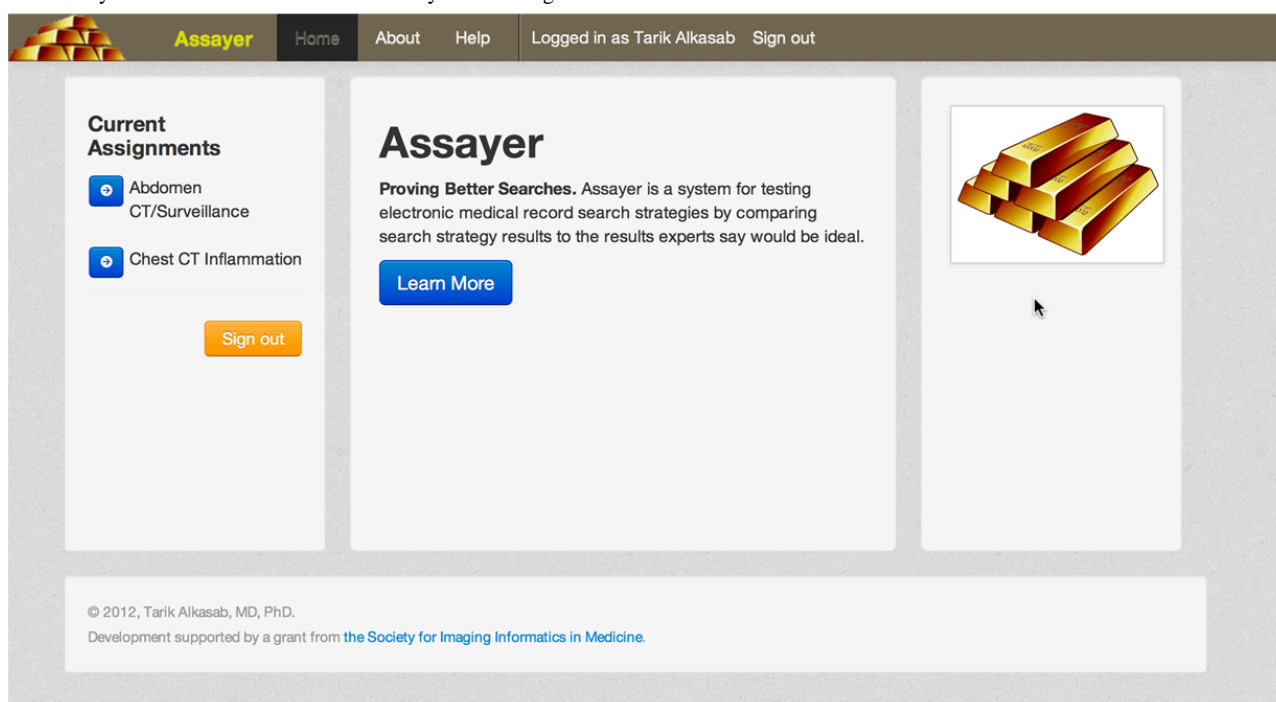 Assayer Home About Help Logged in as Tarik Alkasab Sign out
Current
Assignments
Abdomen
CT/Surveillance
Chest CT Inflammation
Sign out
Assayer
Proving Better Searches. Assayer is a system for testing
electronic medical record search strategies by comparing
search strategy results to the results experts say would be ideal.
Learn More
© 2012, Tarik Alkasab, MD, PhD.
Development supported by a grant from the Society for Imaging Informatics in Medicine.